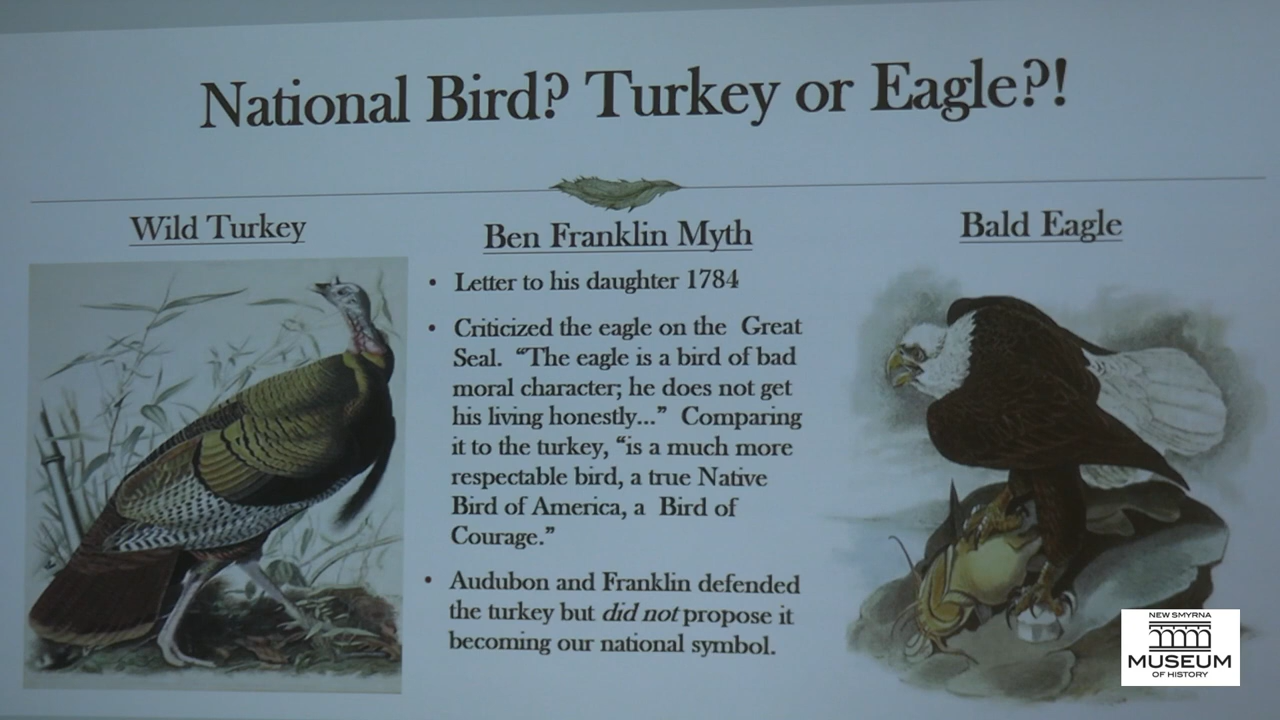 National Bird? Turkey or Eagle?!
Wild Turkey
Ben Franklin Myth
• Letter to his daughter 1784
• Criticized the eagle on the Great
Seal. “The eagle is a bird of bad
moral character; he does not get
his living honestly...” Comparing
it to the turkey, “is a much more
respectable bird, a true Native
Bird of America, a Bird of
Courage.”
• Audubon and Franklin defended
the turkey but did not propose it
becoming our national symbol.
Bald Eagle
NEW SMYRNA
MUSEUM
OF HISTORY